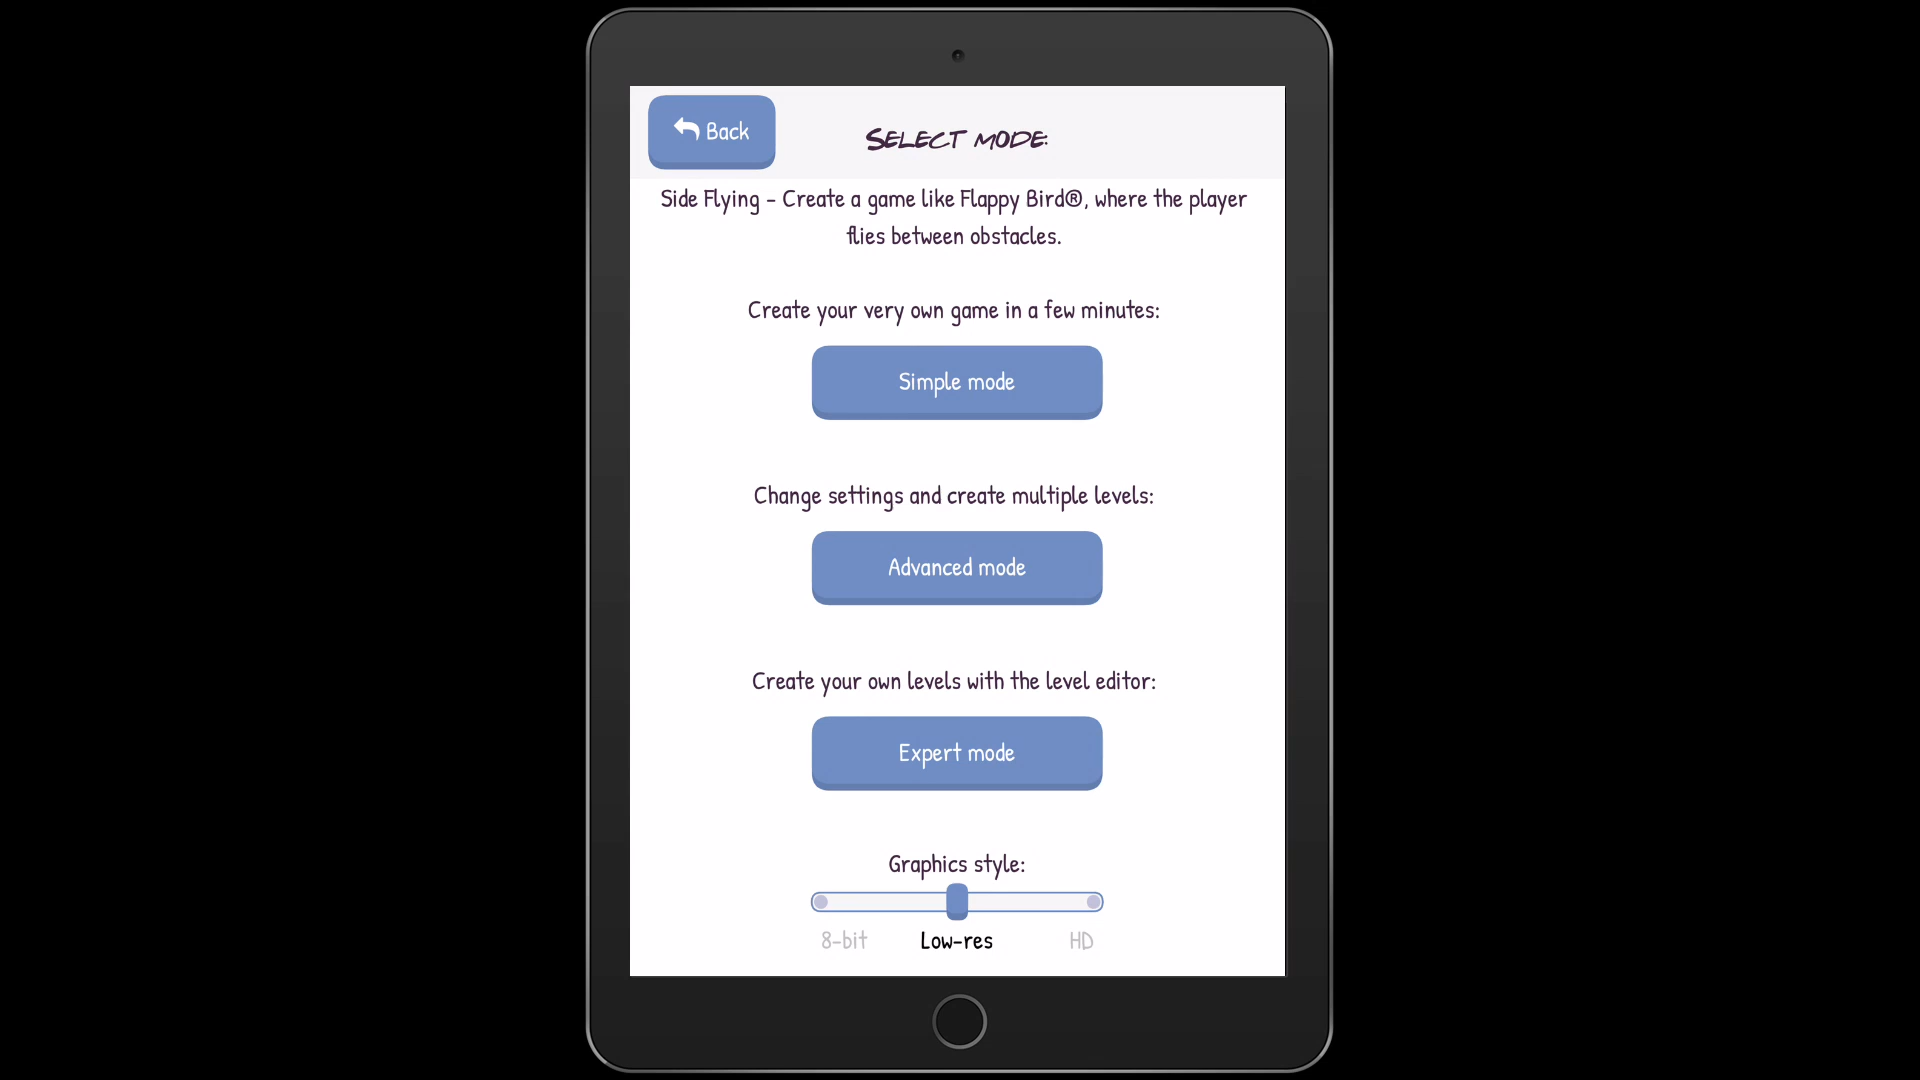 Back
SELECT MODE:
Side Flying - Create a game like Flappy Bird®, where the player
flies between obstacles.
Create your very own game in a few minutes:
Simple mode
Change settings and create multiple levels:
Advanced mode
Create your own levels with the level editor:
Expert mode
Graphics style:
8-bit Low-res HD